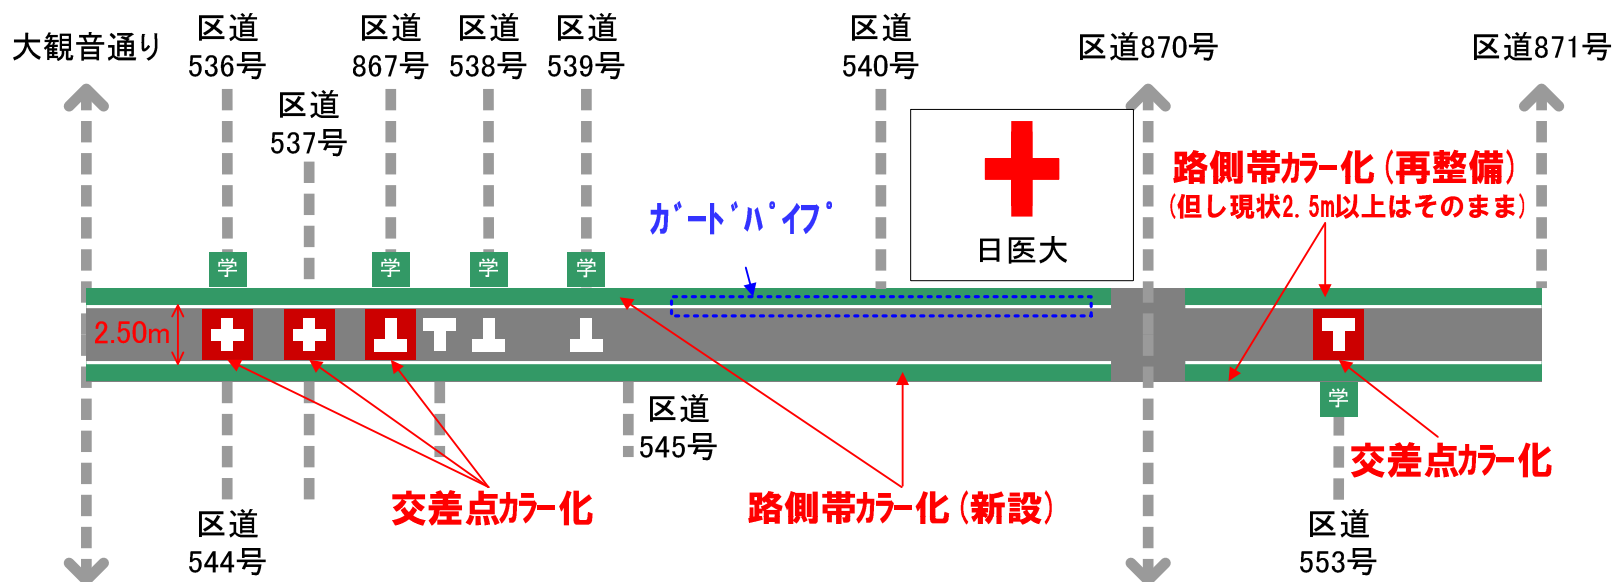 大観音通り
区道
536号
区道
537号
区道
867号
区道
538号
区道
539号
区道
540号
区道870号
区道871号
日医大
路側帯ｶﾗｰ化(再整備)
(但し現状2.5m以上はそのまま)
ｶﾞｰﾄﾞﾊﾟｲﾌﾟ
学
学
学
学
2.50m
学
区道
545号
交差点ｶﾗｰ化
路側帯ｶﾗｰ化(新設)
交差点ｶﾗｰ化
区道
544号
区道
553号